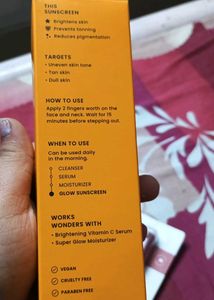 THIS
SUNSCREEN
Brightens skin
Prevents tanning
Reduces pigmentation
TARGETS
• Uneven skin tone
• Tan skin
• Dull skin
HOW TO USE
Apply 2 fingers worth on
the face and neck. Wait for 15
minutes before stepping out.
WHEN TO USE
Can be used daily
in the morning.
CLEANSER
SERUM
MOISTURIZER
GLOW SUNSCREEN
WORKS
WONDERS WITH
• Brightening Vitamin C Serum
• Super Glow Moisturizer
VEGAN
CRUELTY FREE
PARABEN FREE